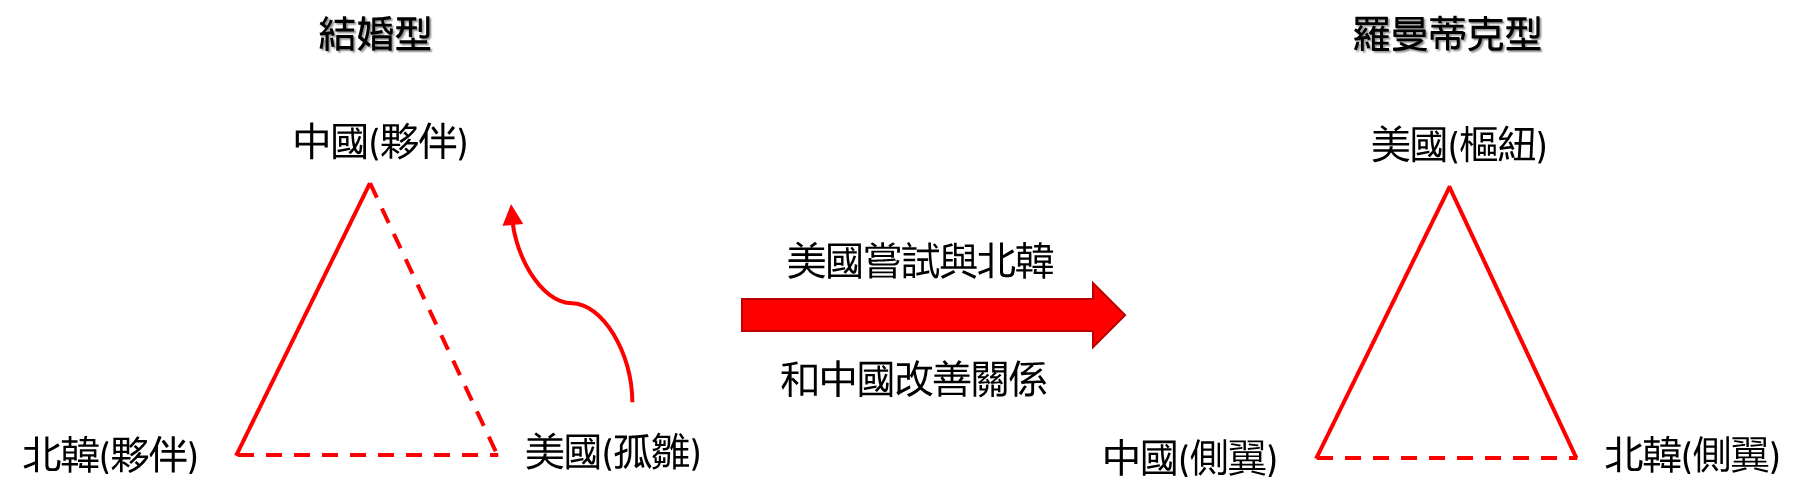 結婚型
羅曼蒂克型
中國(夥伴)
美國(樞紐)
美國嘗試與北韓
和中國改善關係
北韓(夥伴)
美國(孤雛)
中國(側翼)
北韓(側翼)